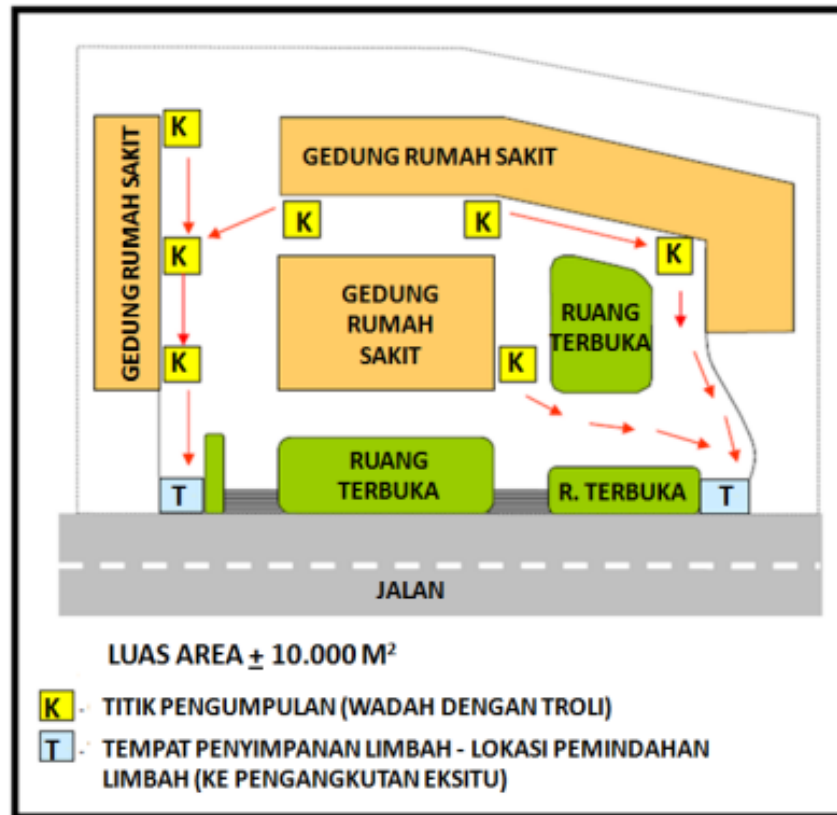 GEDUNG RUMAH SAKIT
K
GEDUNG RUMAH SAKIT
K
K
K
K
GEDUNG
RUMAH
SAKIT
RUANG
TERBUKA
K
K
RUANG
TERBUKA
R. TERBUKA
T
T
JALAN
LUAS AREA ± 10.000 M²
K - TITIK PENGUMPULAN (WADAH DENGAN TROLI)
T - TEMPAT PENYIMPANAN LIMBAH - LOKASI PEMINDAHAN
LIMBAH (KE PENGANGKUTAN EKSITU)